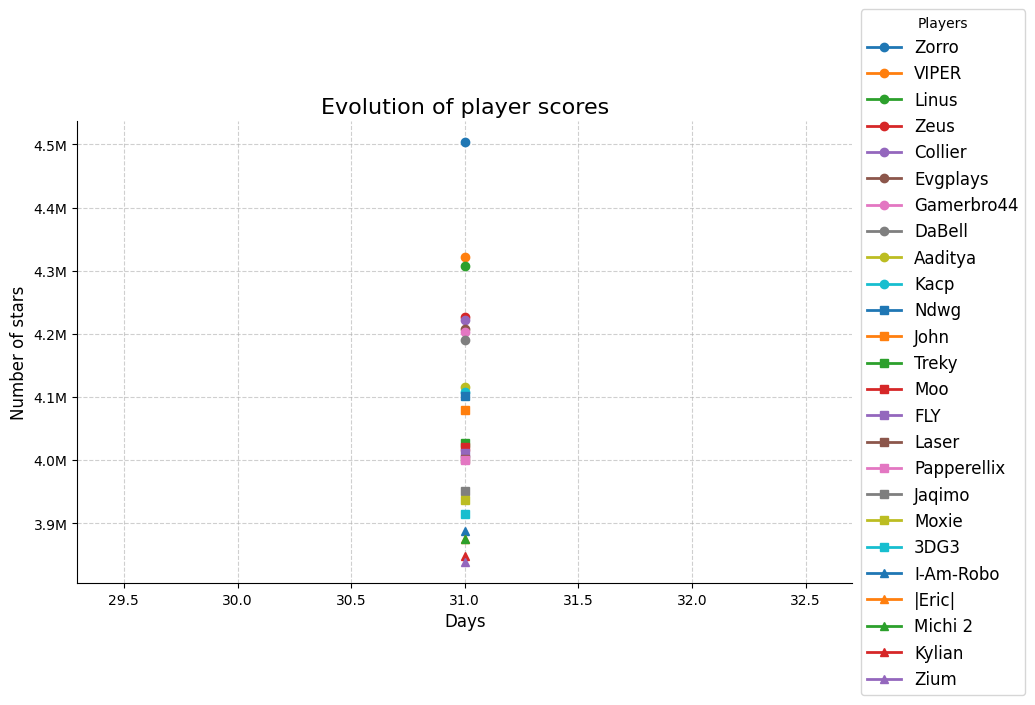 Evolution of player scores
Number of stars
4.5M
4.4M
4.3M
4.2M
4.1M
4.0M
3.9M
29.5 30.0 30.5 31.0 31.5 32.0 32.5
Days
Players
Zorro
VIPER
Linus
Zeus
Collier
Evgplays
Gamerbro44
DaBell
Aaditya
Kacp
Ndwg
John
Treky
Moo
FLY
Laser
Papperellix
Jaqimo
Moxie
3DG3
I-Am-Robo
|Eric|
Michi 2
Kylian
Zium